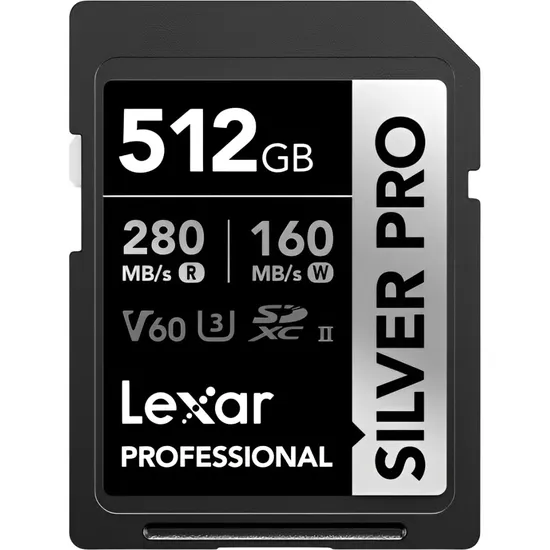 512GB
280 MB/s R
160 MB/s W
V60 U3 SDXC II
Lexar
PROFESSIONAL
SILVER PRO